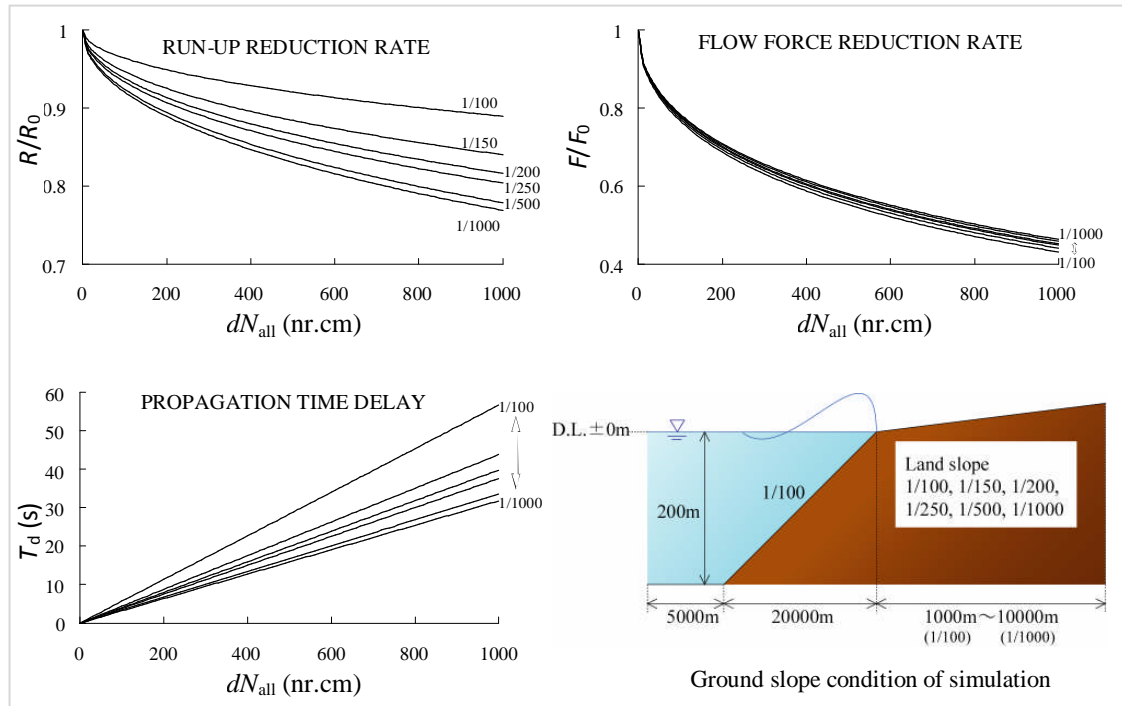 RUN-UP REDUCTION RATE
R/R0
1
0.9
0.8
0.7
1/100
1/150
1/200
1/250
1/500
1/1000
0 200 400 600 800 1000
dNall (nr.cm)
FLOW FORCE REDUCTION RATE
F/F0
1
0.8
0.6
0.4
1/1000
1/100
0 200 400 600 800 1000
dNall (nr.cm)
PROPAGATION TIME DELAY
Td (s)
60
50
40
30
20
10
0
1/100
1/1000
0 200 400 600 800 1000
dNall (nr.cm)
D.L.±0m
200m
1/100
Land slope
1/100, 1/150, 1/200,
1/250, 1/500, 1/1000
5000m 20000m 1000m～10000m
(1/100) (1/1000)
Ground slope condition of simulation